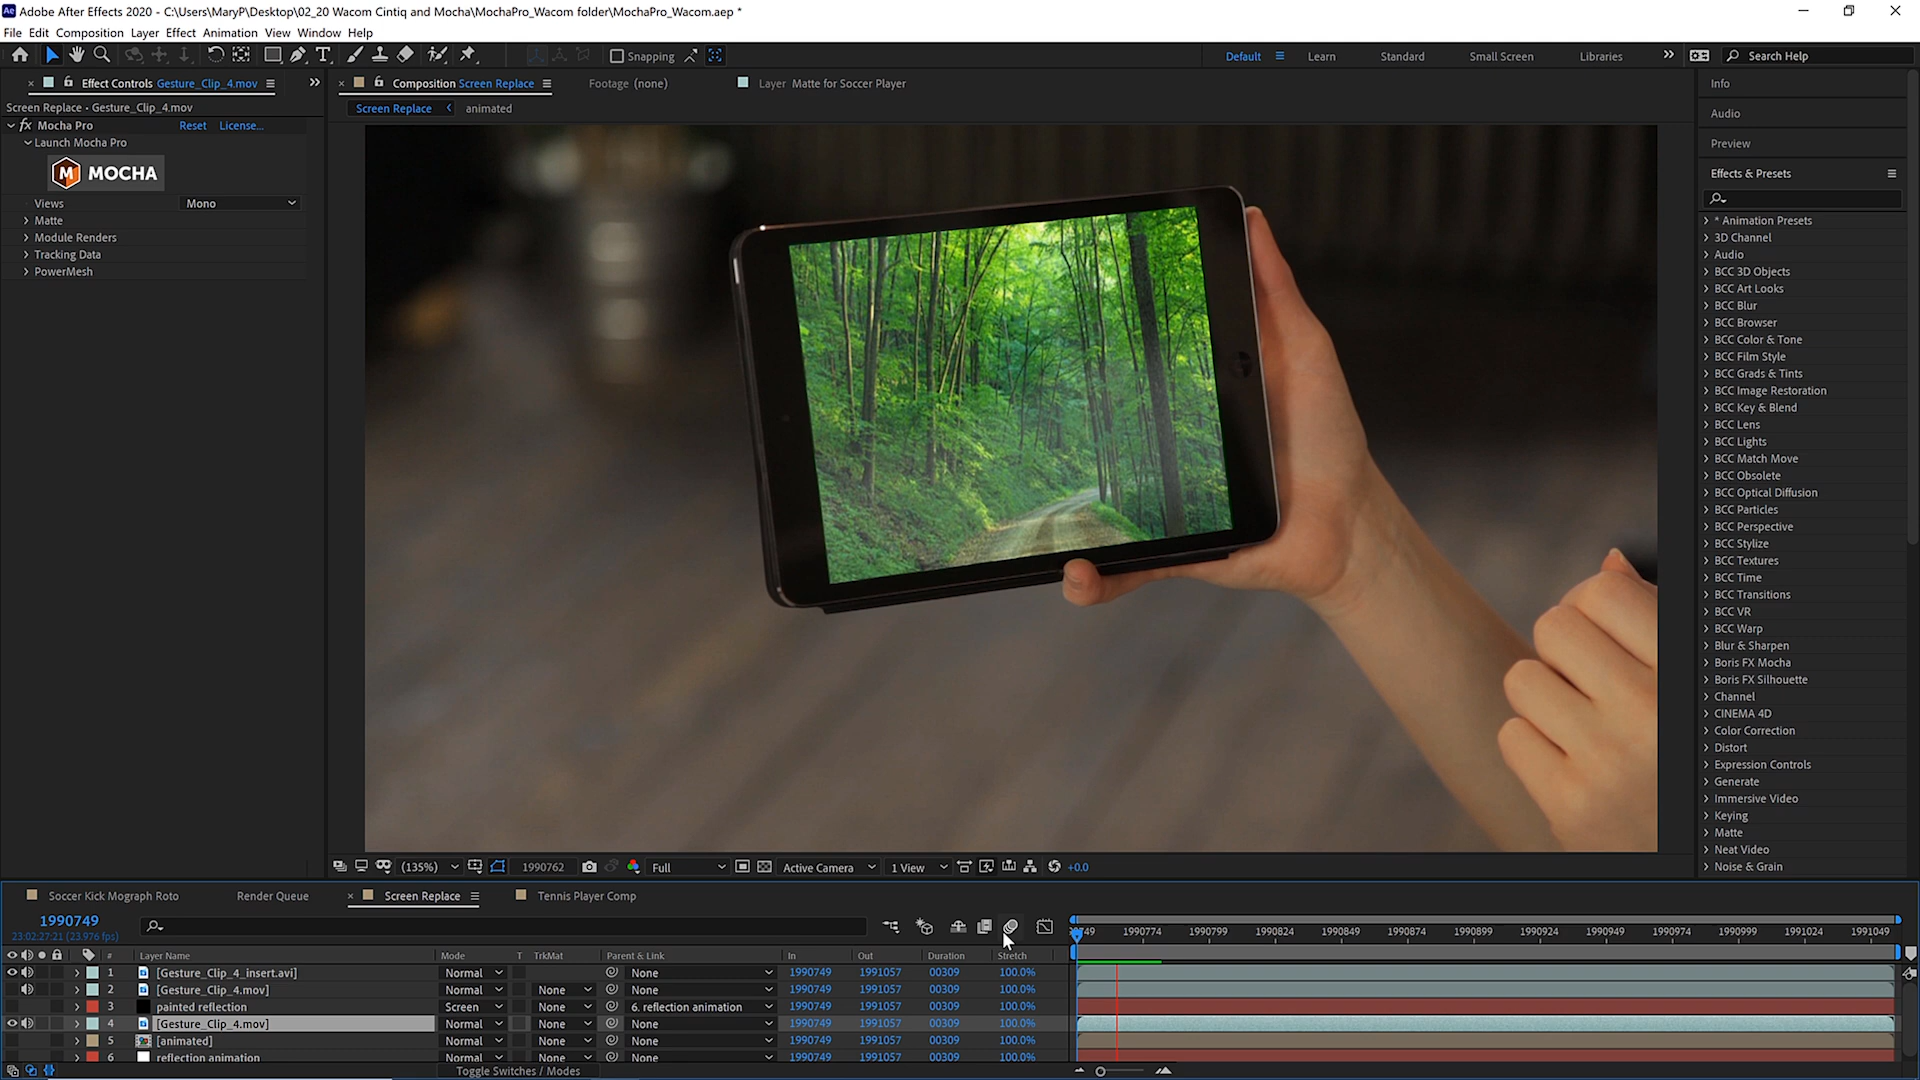 Ae Adobe After Effects 2020 - C:\Users\MaryP\Desktop\02_20 Wacom Cintiq and Mocha\MochaPro_Wacom folder\MochaPro_Wacom.aep *
File Edit Composition Layer Effect Animation View Window Help
Snapping
Default Learn Standard Small Screen Libraries Search Help
Effect Controls Gesture_Clip_4.mov
Composition Screen Replace
Footage (none)
Layer Matte for Soccer Player
Screen Replace animated
Screen Replace · Gesture_Clip_4.mov
fx Mocha Pro Reset License...
Launch Mocha Pro
M MOCHA
Views Mono
Matte
Module Renders
Tracking Data
PowerMesh
Info
Audio
Preview
Effects & Presets
* Animation Presets
3D Channel
Audio
BCC 3D Objects
BCC Art Looks
BCC Blur
BCC Browser
BCC Color & Tone
BCC Film Style
BCC Grads & Tints
BCC Image Restoration
BCC Key & Blend
BCC Lens
BCC Lights
BCC Match Move
BCC Obsolete
BCC Optical Diffusion
BCC Particles
BCC Perspective
BCC Stylize
BCC Textures
BCC Time
BCC Transitions
BCC VR
BCC Warp
Blur & Sharpen
Boris FX Mocha
Boris FX Silhouette
Channel
CINEMA 4D
Color Correction
Distort
Expression Controls
Generate
Immersive Video
Keying
Matte
Neat Video
Noise & Grain
(135%) 1990762 Full Active Camera 1 View +0.0
Soccer Kick Mograph Roto Render Queue Screen Replace Tennis Player Comp
1990749
23:02:27:21 (23.976 fps)
749 1990774 1990799 1990824 1990849 1990874 1990899 1990924 1990949 1990974 1990999 1991024 1991049
# Layer Name Mode T TrkMat Parent & Link In Out Duration Stretch
1 [Gesture_Clip_4_insert.avi] Normal None 1990749 1991057 00309 100.0%
2 [Gesture_Clip_4.mov] Normal None None 1990749 1991057 00309 100.0%
3 painted reflection Screen None 6. reflection animation 1990749 1991057 00309 100.0%
4 [Gesture_Clip_4.mov] Normal None None 1990749 1991057 00309 100.0%
5 [animated] Normal None None 1990749 1991057 00309 100.0%
6 reflection animation Normal None None 1990749 1991057 00309 100.0%
Toggle Switches / Modes